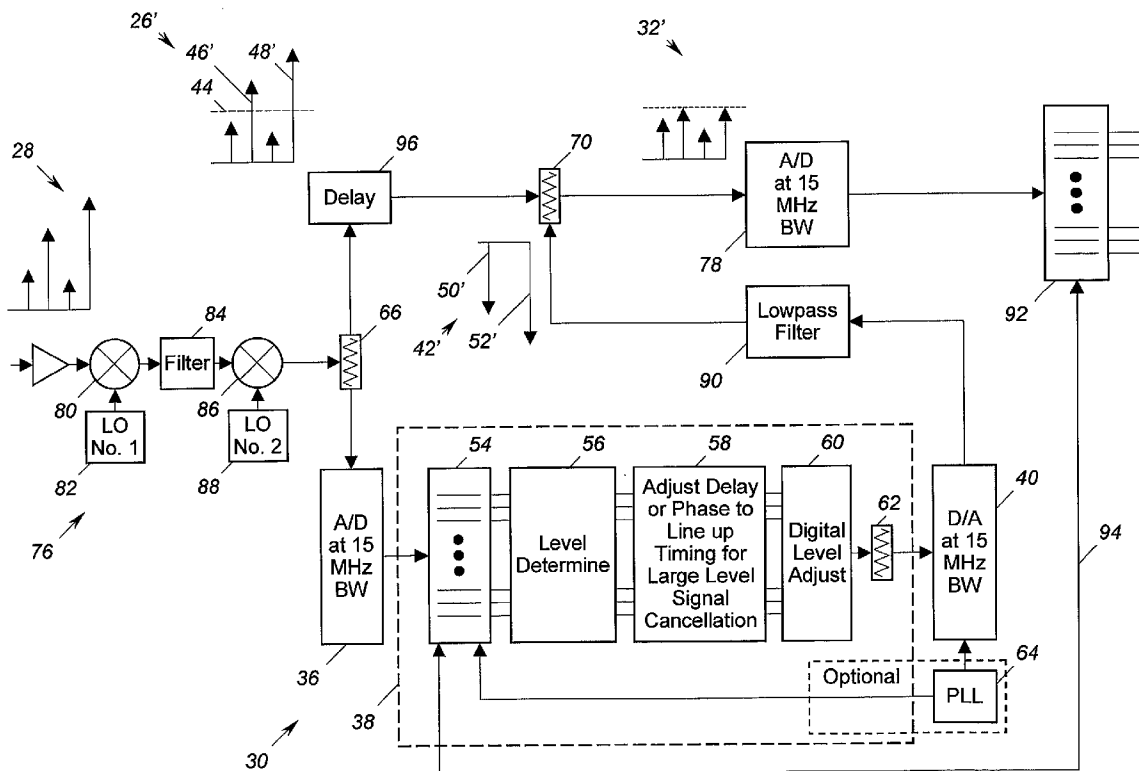 26'
46'
48'
32'
44
28
96
70
Delay
A/D
at 15
MHz
BW
78
92
50'
42'
52'
84
66
Filter
80
86
LO
No. 1
LO
No. 2
82
88
76
Lowpass
Filter
90
54
56
58
60
62
40
94
A/D
at 15
MHz
BW
Level
Determine
Adjust Delay
or Phase to
Line up
Timing for
Large Level
Signal
Cancellation
Digital
Level
Adjust
D/A
at 15
MHz
BW
36
38
30
Optional
PLL
64